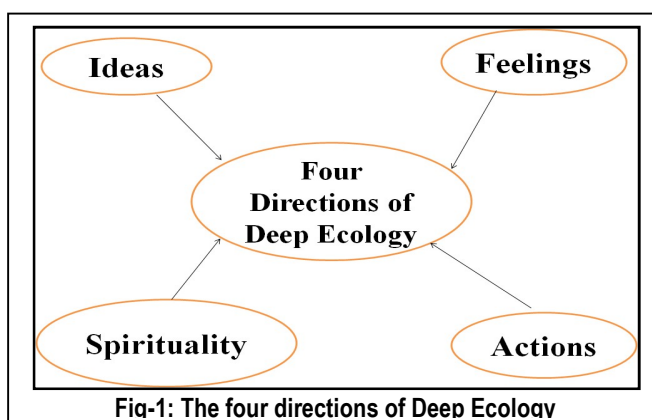 Ideas
Feelings
Four
Directions of
Deep Ecology
Spirituality
Actions
Fig-1: The four directions of Deep Ecology